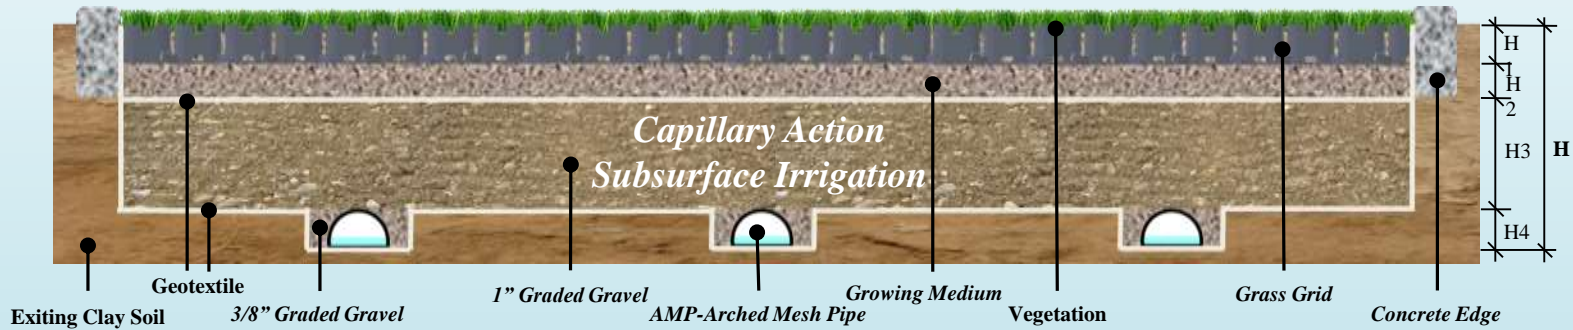 H
1
H
2
Capillary Action
Subsurface Irrigation
H3
H
H4
Geotextile
1” Graded Gravel
Growing Medium
Grass Grid
Exiting Clay Soil
3/8” Graded Gravel
AMP-Arched Mesh Pipe
Vegetation
Concrete Edge